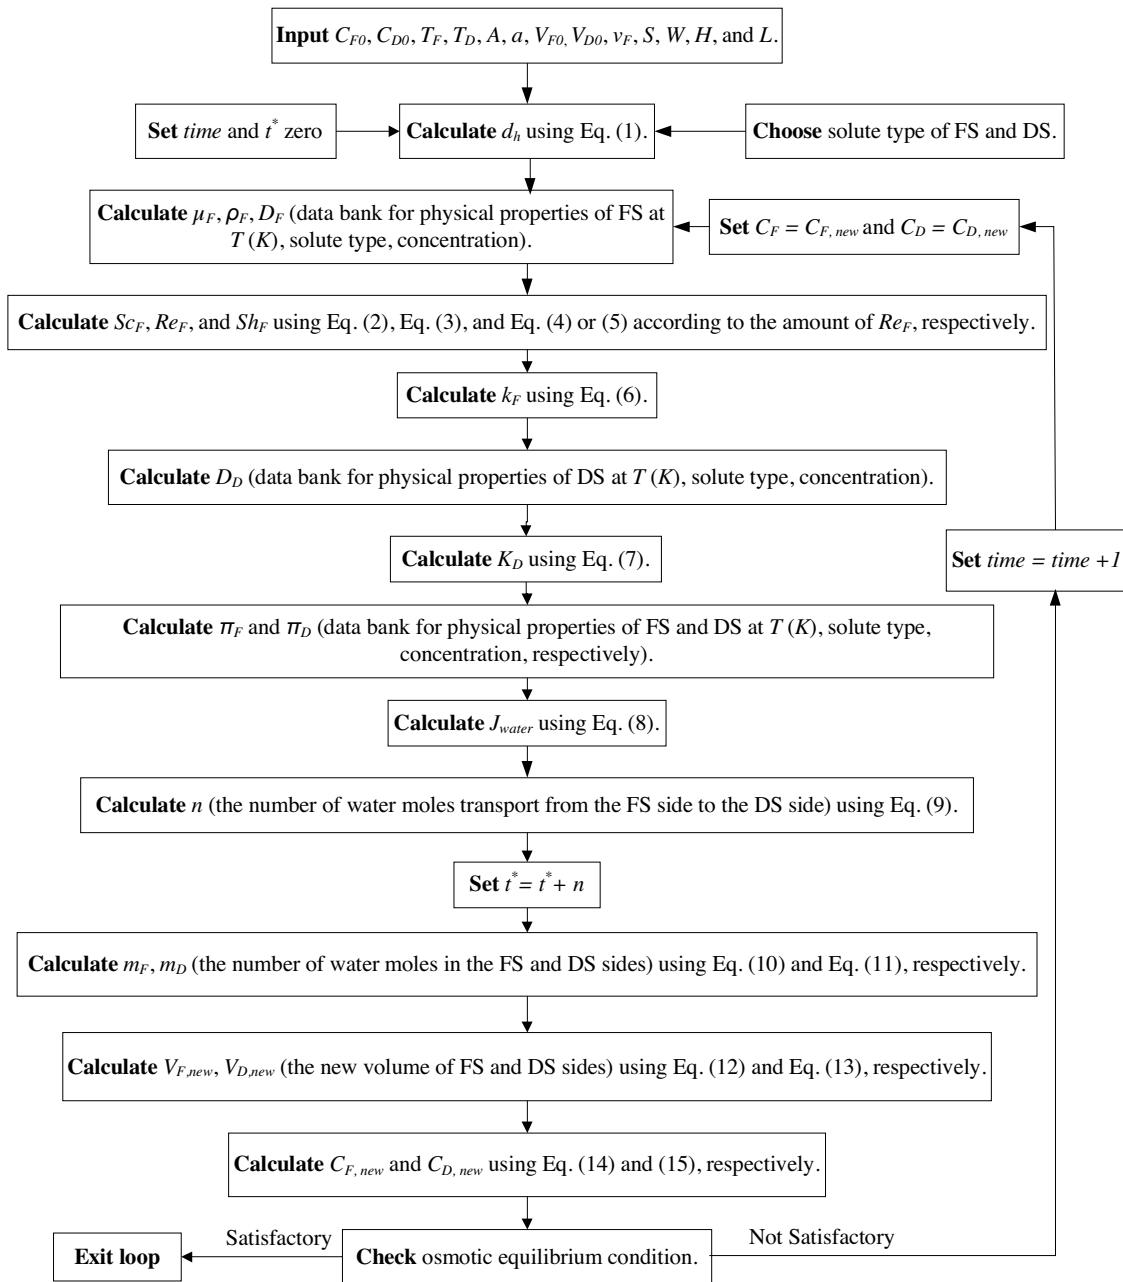 Input C_F0, C_D0, T_F, T_D, A, a, V_F0, V_D0, v_F, S, W, H, and L.
Set time and t* zero
Calculate d_h using Eq. (1).
Choose solute type of FS and DS.
Calculate μ_F, ρ_F, D_F (data bank for physical properties of FS at
T (K), solute type, concentration).
Set C_F = C_F, new and C_D = C_D, new
Calculate Sc_F, Re_F, and Sh_F using Eq. (2), Eq. (3), and Eq. (4) or (5) according to the amount of Re_F, respectively.
Calculate k_F using Eq. (6).
Calculate D_D (data bank for physical properties of DS at T (K), solute type, concentration).
Calculate K_D using Eq. (7).
Set time = time +1
Calculate π_F and π_D (data bank for physical properties of FS and DS at T (K), solute type,
concentration, respectively).
Calculate J_water using Eq. (8).
Calculate n (the number of water moles transport from the FS side to the DS side) using Eq. (9).
Set t* = t* + n
Calculate m_F, m_D (the number of water moles in the FS and DS sides) using Eq. (10) and Eq. (11), respectively.
Calculate V_F,new, V_D,new (the new volume of FS and DS sides) using Eq. (12) and Eq. (13), respectively.
Calculate C_F, new and C_D, new using Eq. (14) and (15), respectively.
Exit loop
Satisfactory
Check osmotic equilibrium condition.
Not Satisfactory